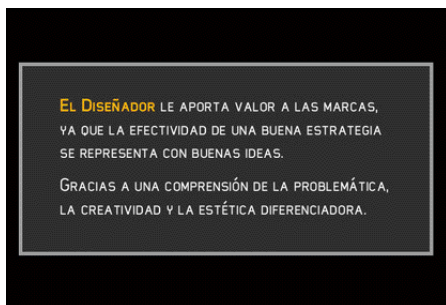 El Diseñador le aporta valor a las marcas,
ya que la efectividad de una buena estrategia
se representa con buenas ideas.
Gracias a una comprensión de la problemática,
la creatividad y la estética diferenciadora.